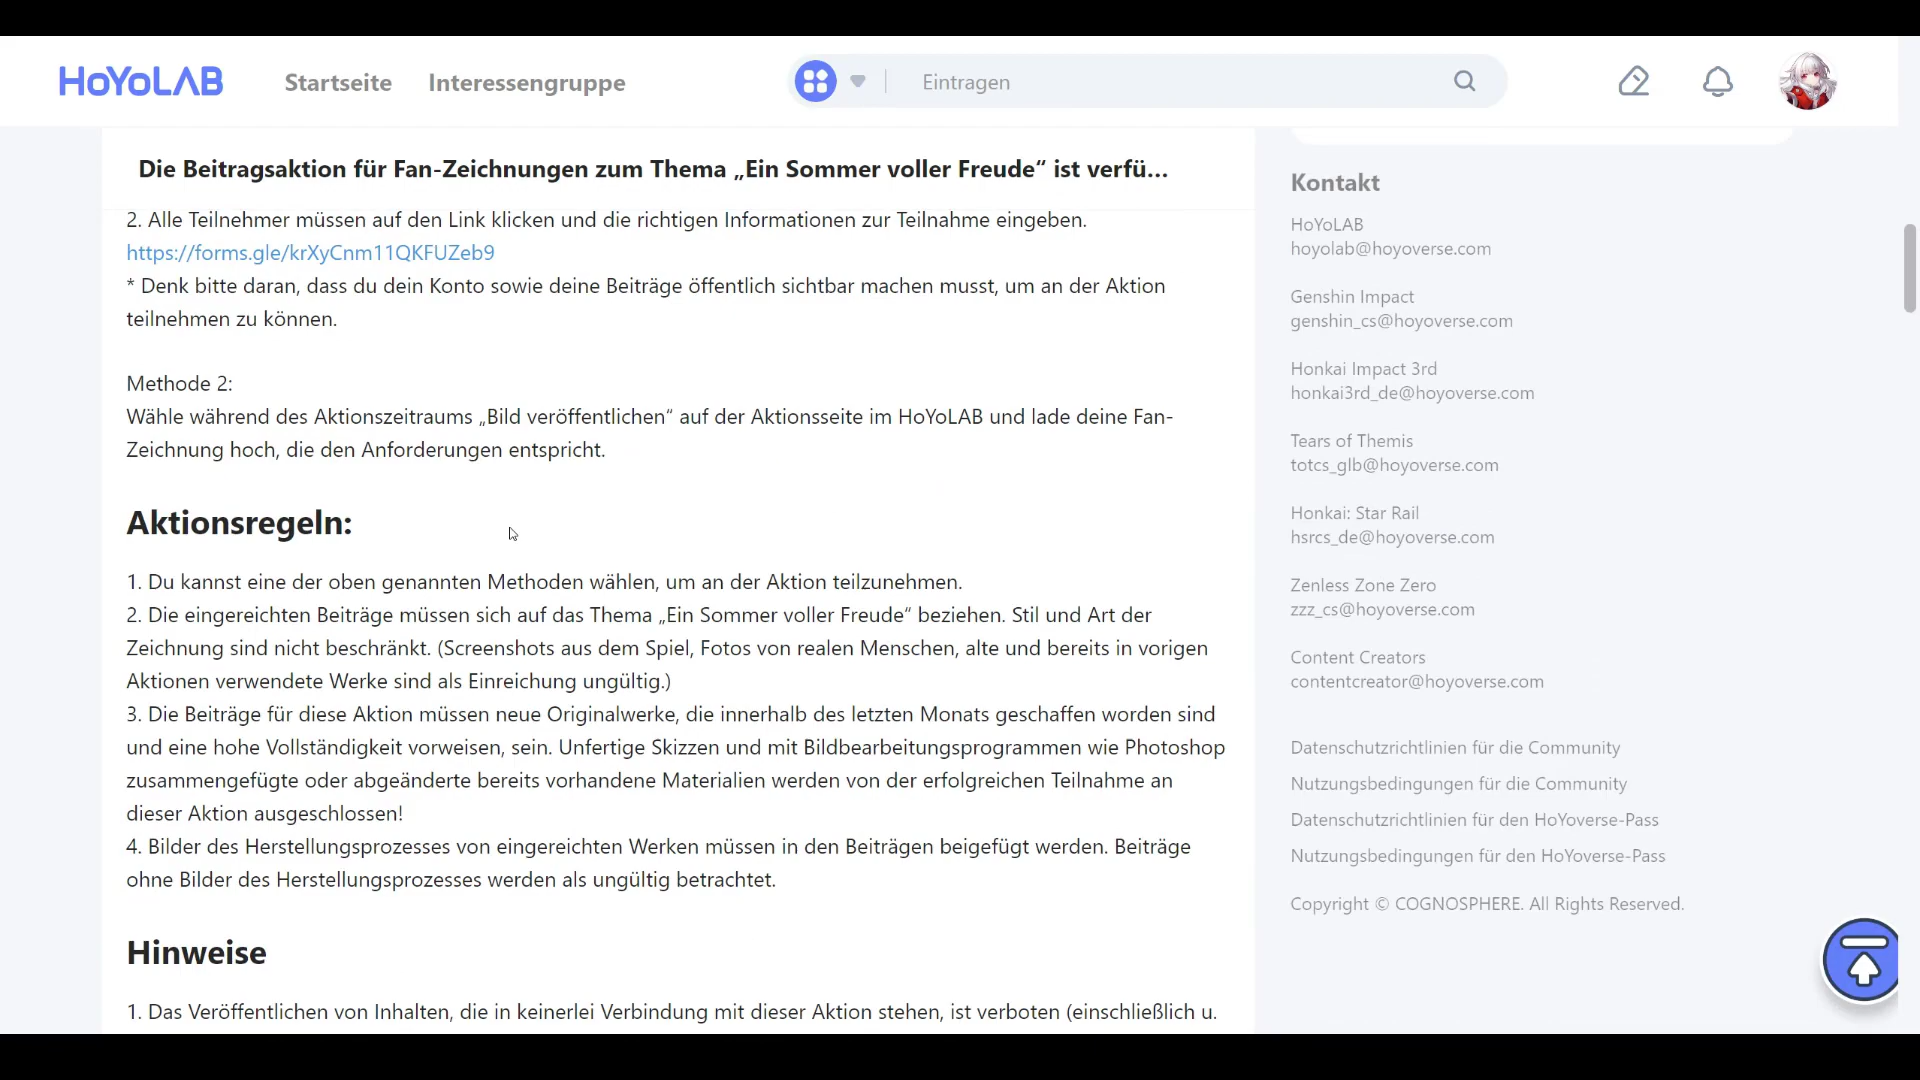 HoYoLAB
Startseite
Interessengruppe
Eintragen
Die Beitragsaktion für Fan-Zeichnungen zum Thema „Ein Sommer voller Freude“ ist verfü...
2. Alle Teilnehmer müssen auf den Link klicken und die richtigen Informationen zur Teilnahme eingeben.
https://forms.gle/krXyCnm11QKFUZeb9
* Denk bitte daran, dass du dein Konto sowie deine Beiträge öffentlich sichtbar machen musst, um an der Aktion
teilnehmen zu können.
Methode 2:
Wähle während des Aktionszeitraums „Bild veröffentlichen“ auf der Aktionsseite im HoYoLAB und lade deine Fan-
Zeichnung hoch, die den Anforderungen entspricht.
Aktionsregeln:
1. Du kannst eine der oben genannten Methoden wählen, um an der Aktion teilzunehmen.
2. Die eingereichten Beiträge müssen sich auf das Thema „Ein Sommer voller Freude“ beziehen. Stil und Art der
Zeichnung sind nicht beschränkt. (Screenshots aus dem Spiel, Fotos von realen Menschen, alte und bereits in vorigen
Aktionen verwendete Werke sind als Einreichung ungültig.)
3. Die Beiträge für diese Aktion müssen neue Originalwerke, die innerhalb des letzten Monats geschaffen worden sind
und eine hohe Vollständigkeit vorweisen, sein. Unfertige Skizzen und mit Bildbearbeitungsprogrammen wie Photoshop
zusammengefügte oder abgeänderte bereits vorhandene Materialien werden von der erfolgreichen Teilnahme an
dieser Aktion ausgeschlossen!
4. Bilder des Herstellungsprozesses von eingereichten Werken müssen in den Beiträgen beigefügt werden. Beiträge
ohne Bilder des Herstellungsprozesses werden als ungültig betrachtet.
Hinweise
1. Das Veröffentlichen von Inhalten, die in keinerlei Verbindung mit dieser Aktion stehen, ist verboten (einschließlich u.
Kontakt
HoYoLAB
hoyolab@hoyoverse.com
Genshin Impact
genshin_cs@hoyoverse.com
Honkai Impact 3rd
honkai3rd_de@hoyoverse.com
Tears of Themis
totcs_glb@hoyoverse.com
Honkai: Star Rail
hsrcs_de@hoyoverse.com
Zenless Zone Zero
zzz_cs@hoyoverse.com
Content Creators
contentcreator@hoyoverse.com
Datenschutzrichtlinien für die Community
Nutzungsbedingungen für die Community
Datenschutzrichtlinien für den HoYoverse-Pass
Nutzungsbedingungen für den HoYoverse-Pass
Copyright © COGNOSPHERE. All Rights Reserved.